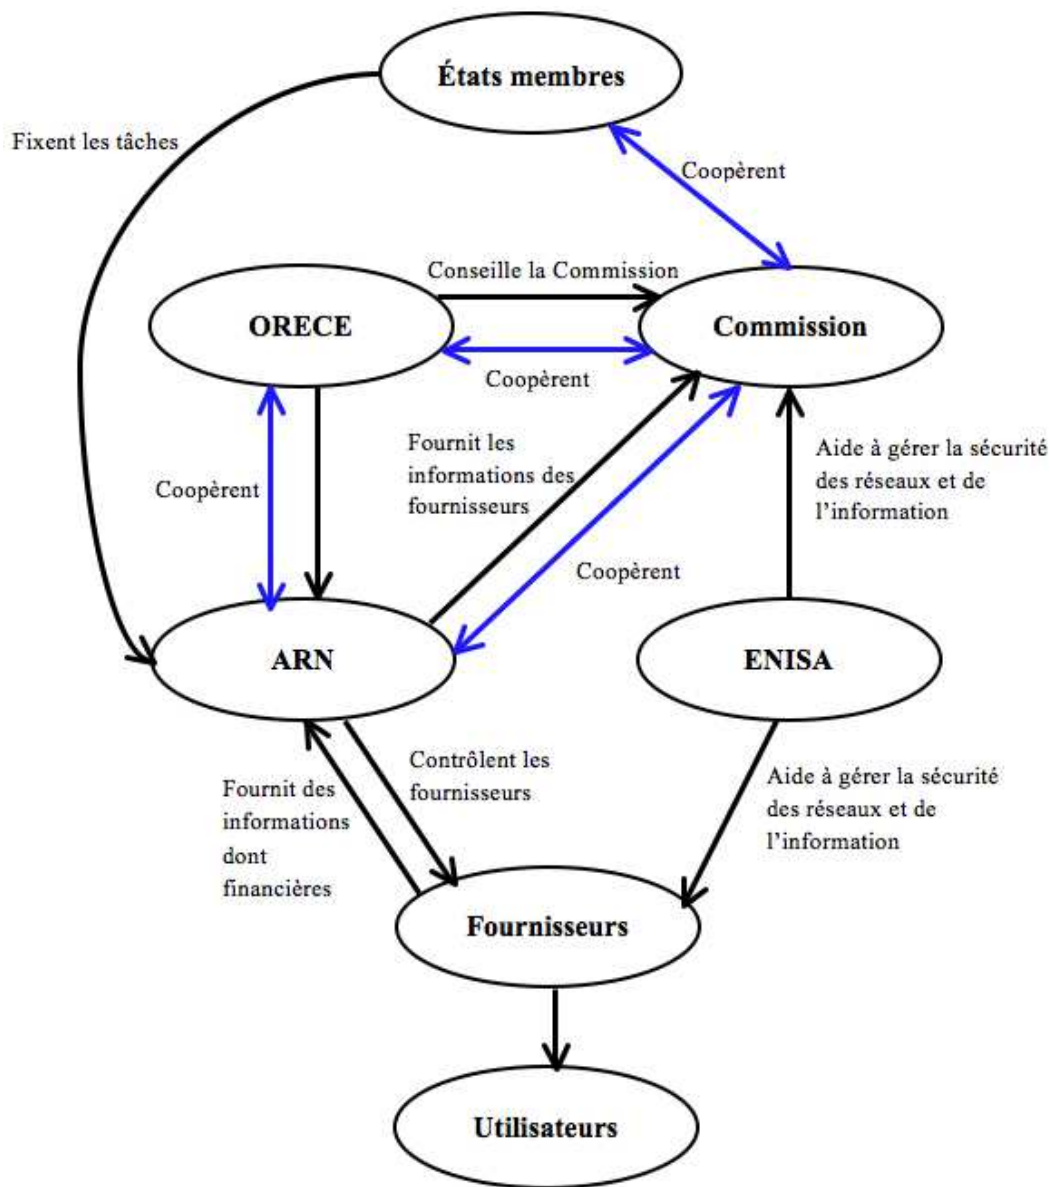 États membres
Fixent les tâches
Coopèrent
Conseille la Commission
ORECE
Commission
Coopèrent
Fournit les
informations des
fournisseurs
Aide à gérer la sécurité
des réseaux et de
l’information
Coopèrent
Coopèrent
ARN
ENISA
Contrôlent les
fournisseurs
Fournit des
informations
dont
financières
Aide à gérer la sécurité
des réseaux et de
l’information
Fournisseurs
Utilisateurs